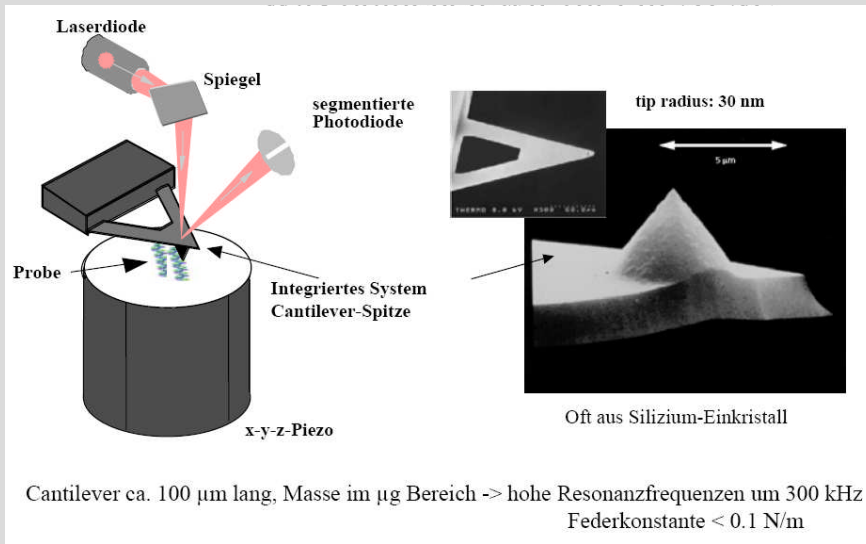 Laserdiode
Spiegel
segmentierte
Photodiode
tip radius: 30 nm
5 µm
Probe
Integriertes System
Cantilever-Spitze
x-y-z-Piezo
Oft aus Silizium-Einkristall
Cantilever ca. 100 µm lang, Masse im µg Bereich -> hohe Resonanzfrequenzen um 300 kHz
Federkonstante < 0.1 N/m